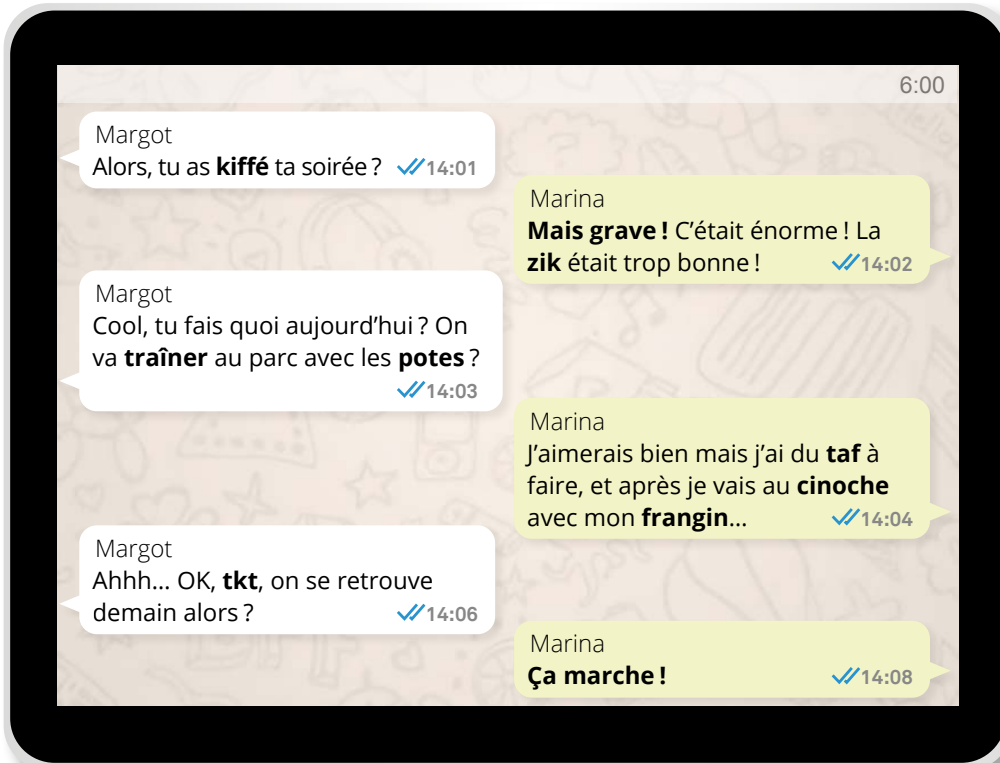 6:00
Margot
Alors, tu as kiffé ta soirée ? 14:01
Marina
Mais grave ! C’était énorme ! La
zik était trop bonne ! 14:02
Margot
Cool, tu fais quoi aujourd’hui ? On
va traîner au parc avec les potes ?
14:03
Marina
J’aimerais bien mais j’ai du taf à
faire, et après je vais au cinoche
avec mon frangin… 14:04
Margot
Ahhh… OK, tkt, on se retrouve
demain alors ? 14:06
Marina
Ça marche ! 14:08